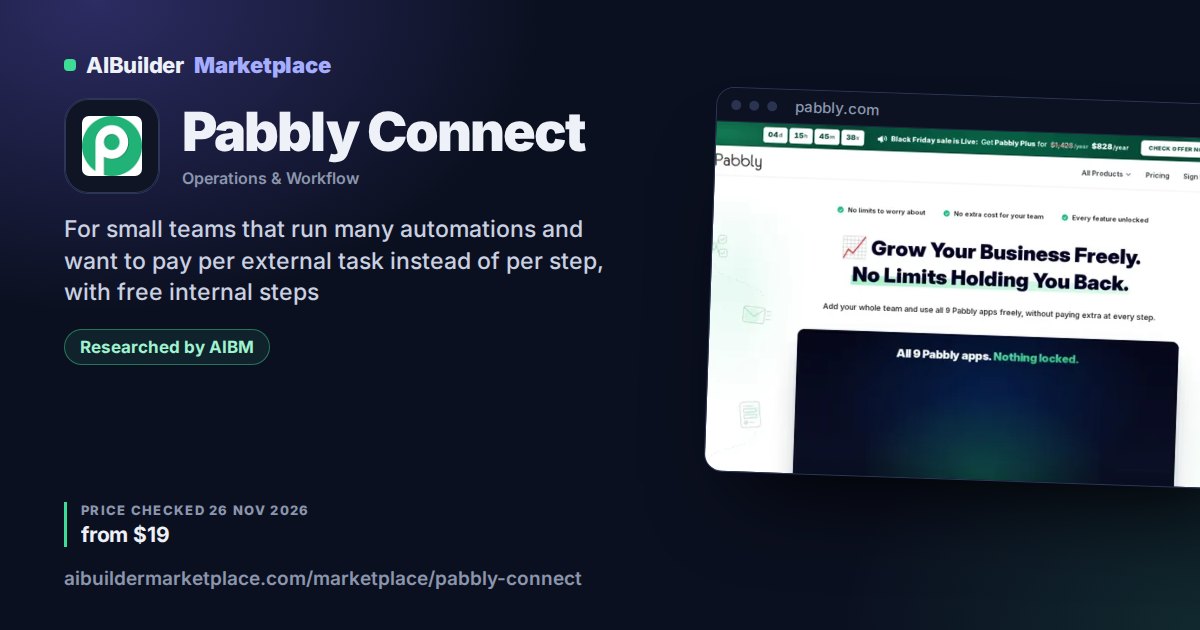 AIBuilder Marketplace
Pabbly Connect
Operations & Workflow
For small teams that run many automations and
want to pay per external task instead of per step,
with free internal steps
Researched by AIBM
PRICE CHECKED 26 NOV 2026
from $19
aibuildermarketplace.com/marketplace/pabbly-connect
pabbly.com
04d 15h 45m 38s Black Friday sale is Live: Get Pabbly Plus for $1,428/year $828/year CHECK OFFER
Pabbly
All Products Pricing Sign
No limits to worry about No extra cost for your team Every feature unlocked
📈 Grow Your Business Freely.
No Limits Holding You Back.
Add your whole team and use all 9 Pabbly apps freely, without paying extra at every step.
All 9 Pabbly apps. Nothing locked.